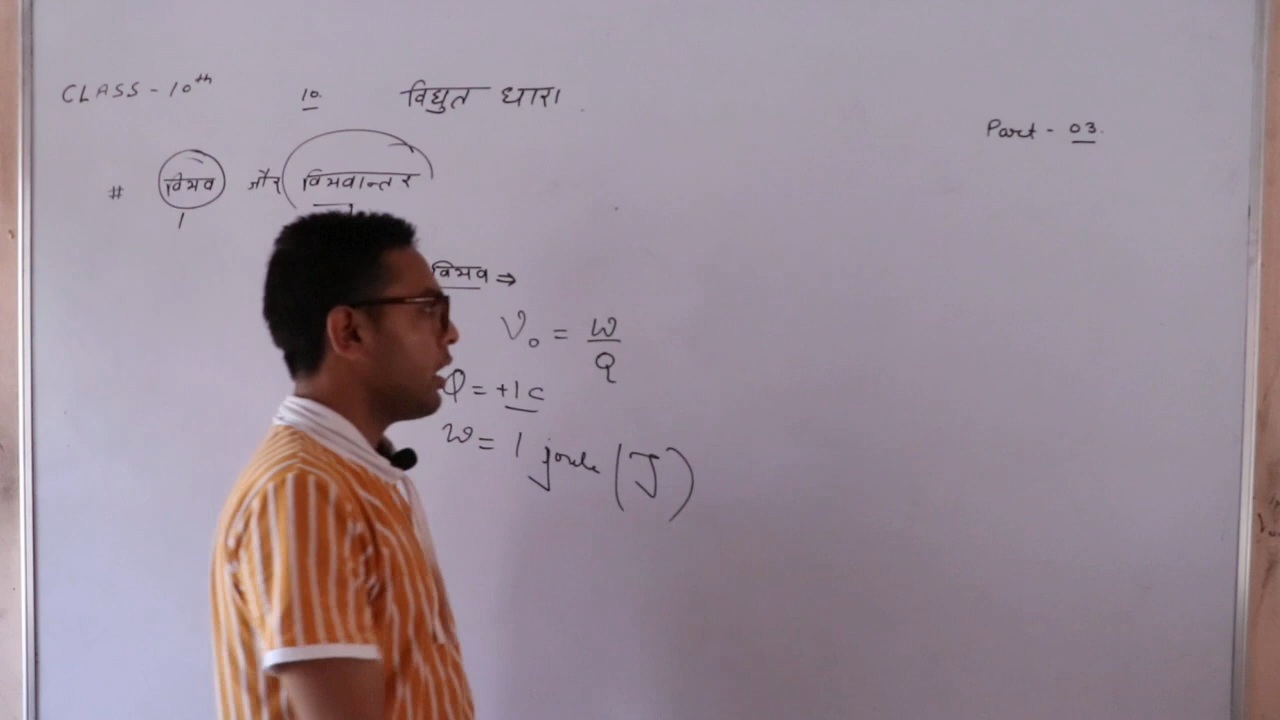 CLASS - 10th 10. विद्युत धारा
Part - 03.
# विभव और विभवान्तर
विभव ⇒
V₀ = W/Q
Q = +1C
W = 1 joule (J)